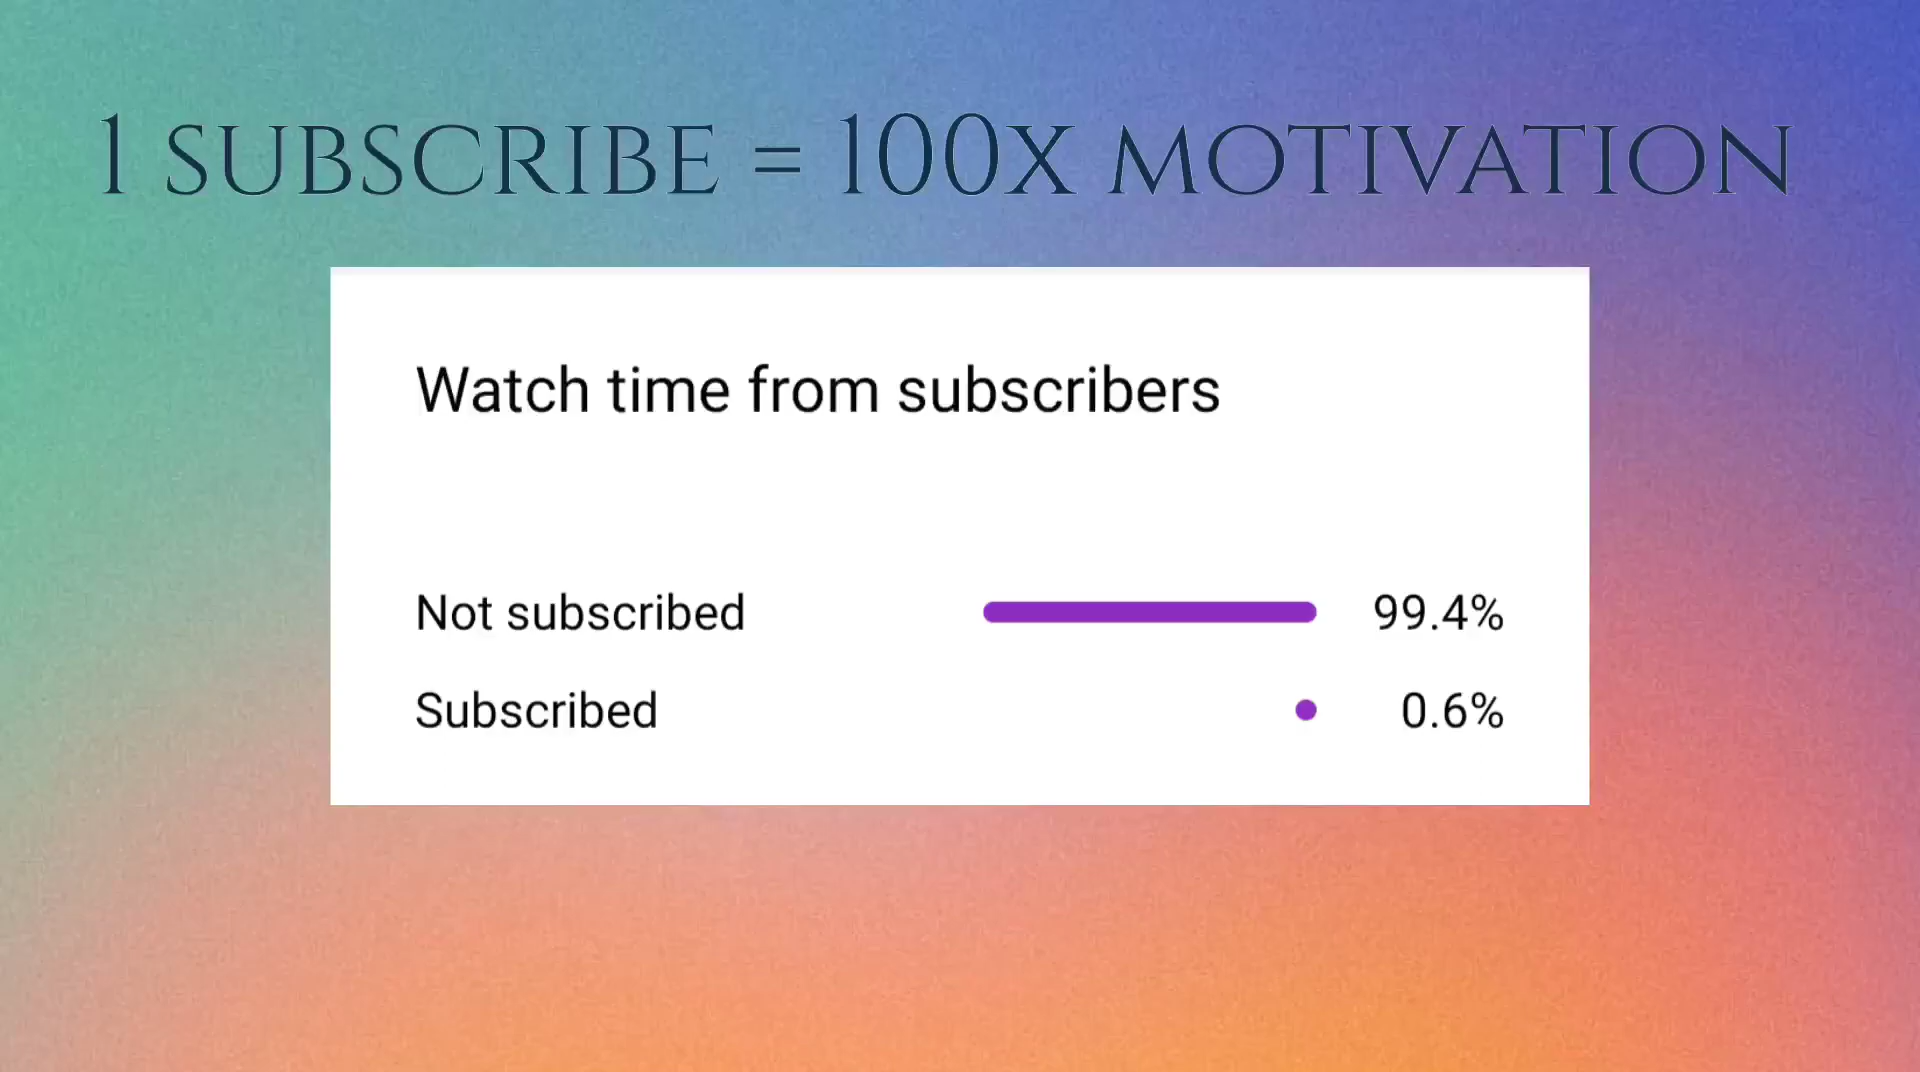 1 SUBSCRIBE = 100X MOTIVATION
Watch time from subscribers
Not subscribed 99.4%
Subscribed 0.6%